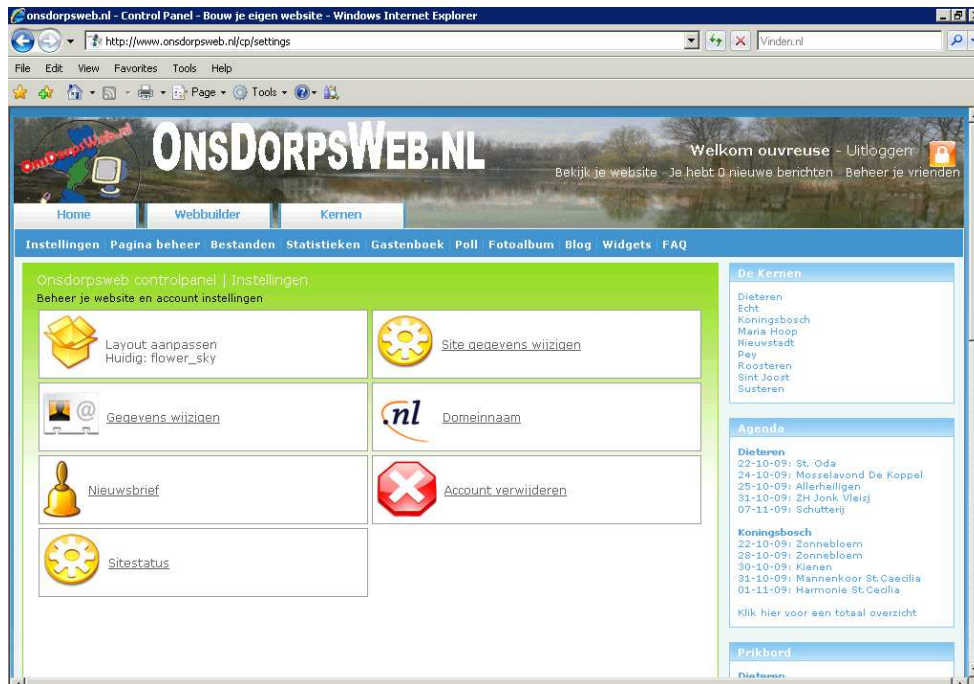 onsdorpsweb.nl - Control Panel - Bouw je eigen website - Windows Internet Explorer
http://www.onsdorpsweb.nl/cp/settings
Vinden.nl
File Edit View Favorites Tools Help
Page Tools
OnsDorpsWeb.nl
ONSDORPSWEB.NL
Welkom ouvreuse - Uitloggen
Bekijk je website - Je hebt 0 nieuwe berichten - Beheer je vrienden
Home Webbuilder Kernen
Instellingen Pagina beheer Bestanden Statistieken Gastenboek Poll Fotoalbum Blog Widgets FAQ
Onsdorpsweb controlpanel | Instellingen
Beheer je website en account instellingen
Layout aanpassen
Huidig: flower_sky
Site gegevens wijzigen
@
Gegevens wijzigen
.nl
Domeinnaam
Nieuwsbrief
Account verwijderen
Sitestatus
De Kernen
Dieteren
Echt
Koningsbosch
Maria Hoop
Nieuwstadt
Pey
Roosteren
Sint Joost
Susteren
Agenda
Dieteren
22-10-09: St. Oda
24-10-09: Mosselavond De Koppel
25-10-09: Allerheiligen
31-10-09: ZH Jonk Vleisj
07-11-09: Schutterij
Koningsbosch
22-10-09: Zonnebloem
28-10-09: Zonnebloem
30-10-09: Kienen
31-10-09: Mannenkoor St.Caecilia
01-11-09: Harmonie St.Cecilia
Klik hier voor een totaal overzicht
Prikbord
Dieteren